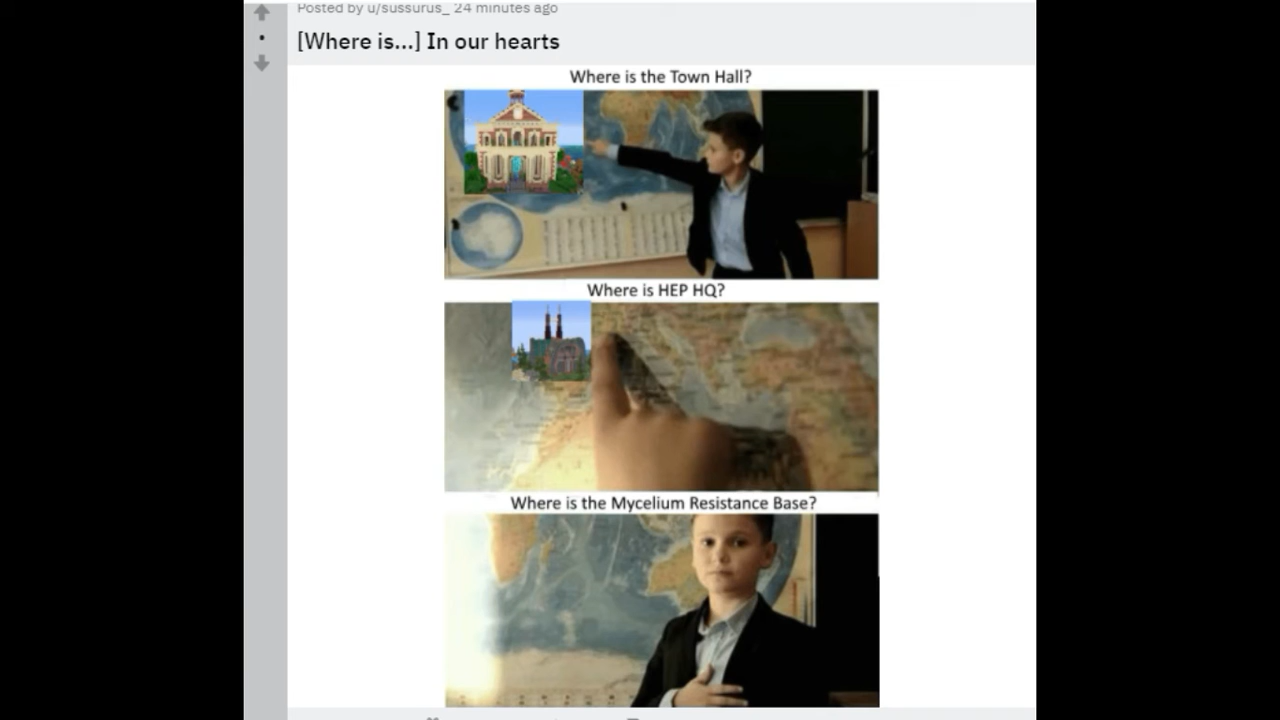 Posted by u/sussurus_ 24 minutes ago
[Where is...] In our hearts
Where is the Town Hall?
Where is HEP HQ?
Where is the Mycelium Resistance Base?